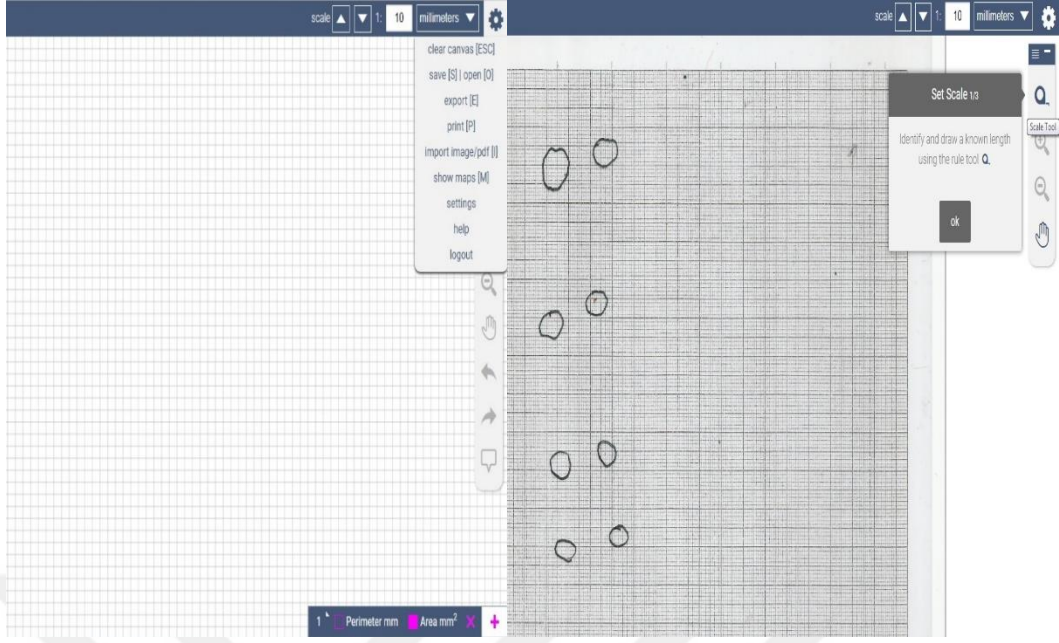 scale ▲ ▼ 1: 10 millimeters ▼
clear canvas [ESC]
save [S] | open [O]
export [E]
print [P]
import image/pdf [I]
show maps [M]
settings
help
logout
1 Perimeter mm Area mm² X +
scale ▲ ▼ 1: 10 millimeters ▼
Set Scale 1/3
Identify and draw a known length
using the rule tool
ok
Scale Tool